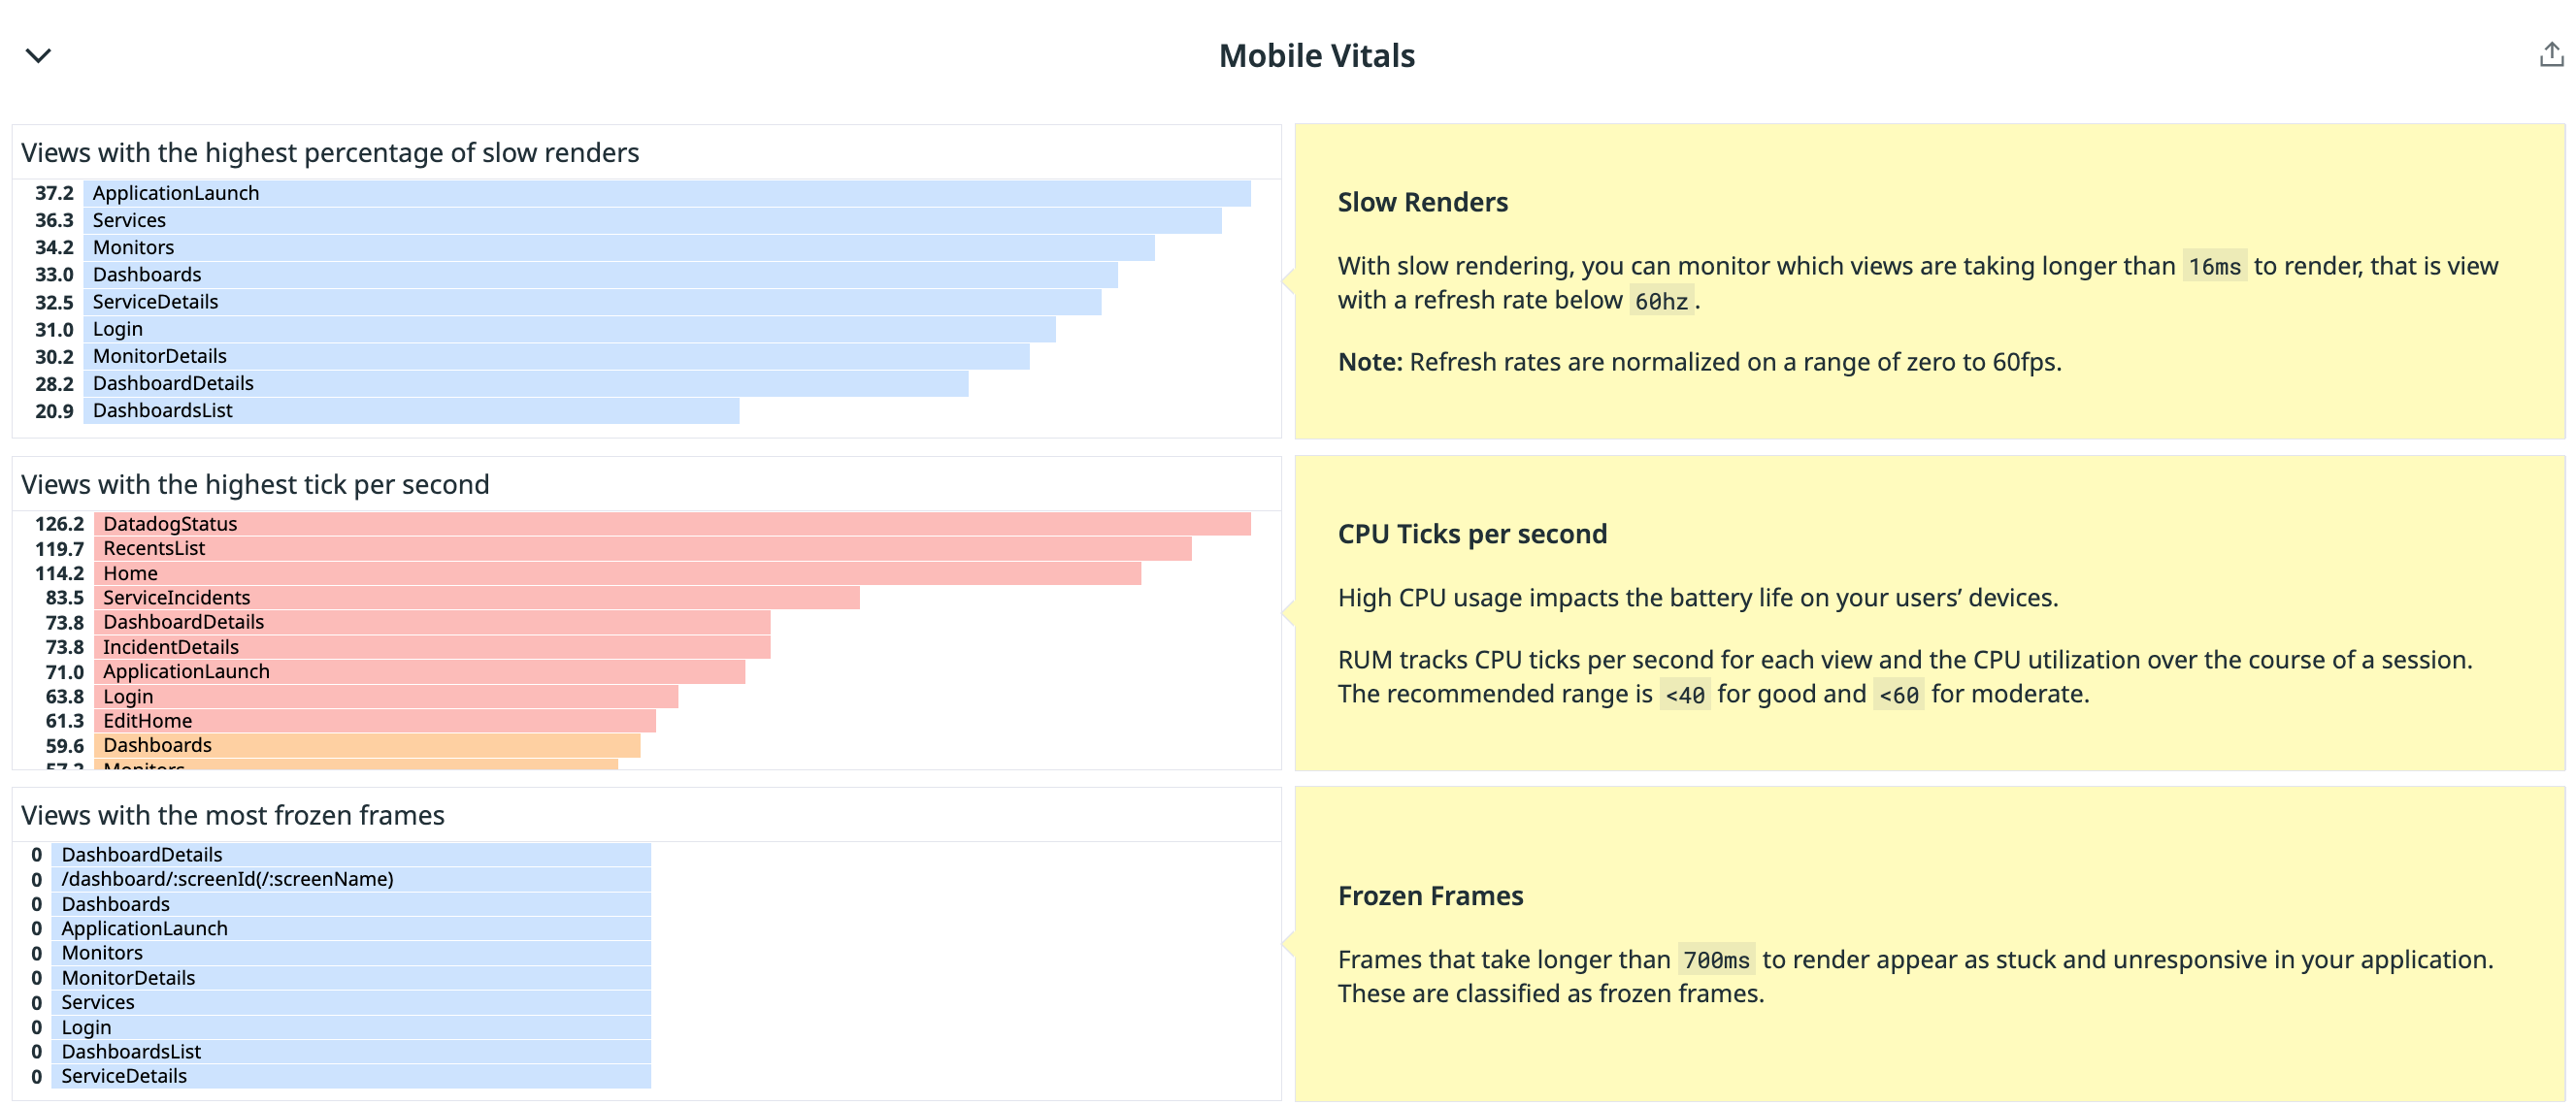 Mobile Vitals
Views with the highest percentage of slow renders
37.2 ApplicationLaunch
36.3 Services
34.2 Monitors
33.0 Dashboards
32.5 ServiceDetails
31.0 Login
30.2 MonitorDetails
28.2 DashboardDetails
20.9 DashboardsList
Slow Renders
With slow rendering, you can monitor which views are taking longer than 16ms to render, that is view
with a refresh rate below 60hz.
Note: Refresh rates are normalized on a range of zero to 60fps.
Views with the highest tick per second
126.2 DatadogStatus
119.7 RecentsList
114.2 Home
83.5 ServiceIncidents
73.8 DashboardDetails
73.8 IncidentDetails
71.0 ApplicationLaunch
63.8 Login
61.3 EditHome
59.6 Dashboards
Monitors
CPU Ticks per second
High CPU usage impacts the battery life on your users’ devices.
RUM tracks CPU ticks per second for each view and the CPU utilization over the course of a session.
The recommended range is <40 for good and <60 for moderate.
Views with the most frozen frames
0 DashboardDetails
0 /dashboard/:screenId(/:screenName)
0 Dashboards
0 ApplicationLaunch
0 Monitors
0 MonitorDetails
0 Services
0 Login
0 DashboardsList
0 ServiceDetails
Frozen Frames
Frames that take longer than 700ms to render appear as stuck and unresponsive in your application.
These are classified as frozen frames.